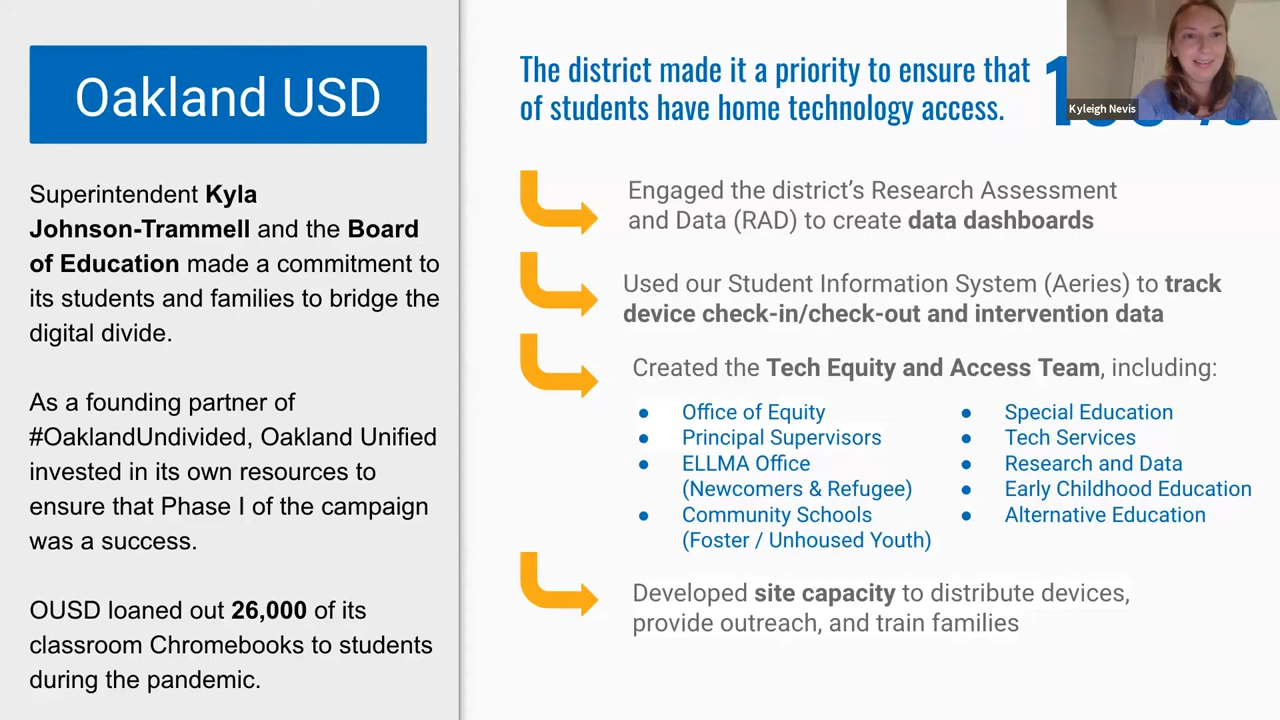 Oakland USD
Superintendent Kyla
Johnson-Trammell and the Board
of Education made a commitment to
its students and families to bridge the
digital divide.
As a founding partner of
#OaklandUndivided, Oakland Unified
invested in its own resources to
ensure that Phase I of the campaign
was a success.
OUSD loaned out 26,000 of its
classroom Chromebooks to students
during the pandemic.
The district made it a priority to ensure that
of students have home technology access.
Kyleigh Nevis
Engaged the district’s Research Assessment
and Data (RAD) to create data dashboards
Used our Student Information System (Aeries) to track
device check-in/check-out and intervention data
Created the Tech Equity and Access Team, including:
● Office of Equity
● Principal Supervisors
● ELLMA Office
(Newcomers & Refugee)
● Community Schools
(Foster / Unhoused Youth)
● Special Education
● Tech Services
● Research and Data
● Early Childhood Education
● Alternative Education
Developed site capacity to distribute devices,
provide outreach, and train families